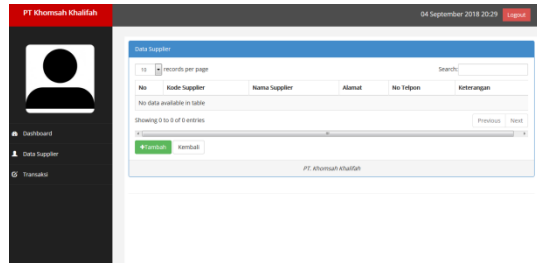 PT Khomsah Khalifah
04 September 2018 20:29
Logout
Dashboard
Data Supplier
Transaksi
Data Supplier
10 records per page
Search:
No Kode Supplier Nama Supplier Alamat No Telpon Keterangan
No data available in table
Showing 0 to 0 of 0 entries
Previous Next
+Tambah Kembali
PT. Khomsah Khalifah